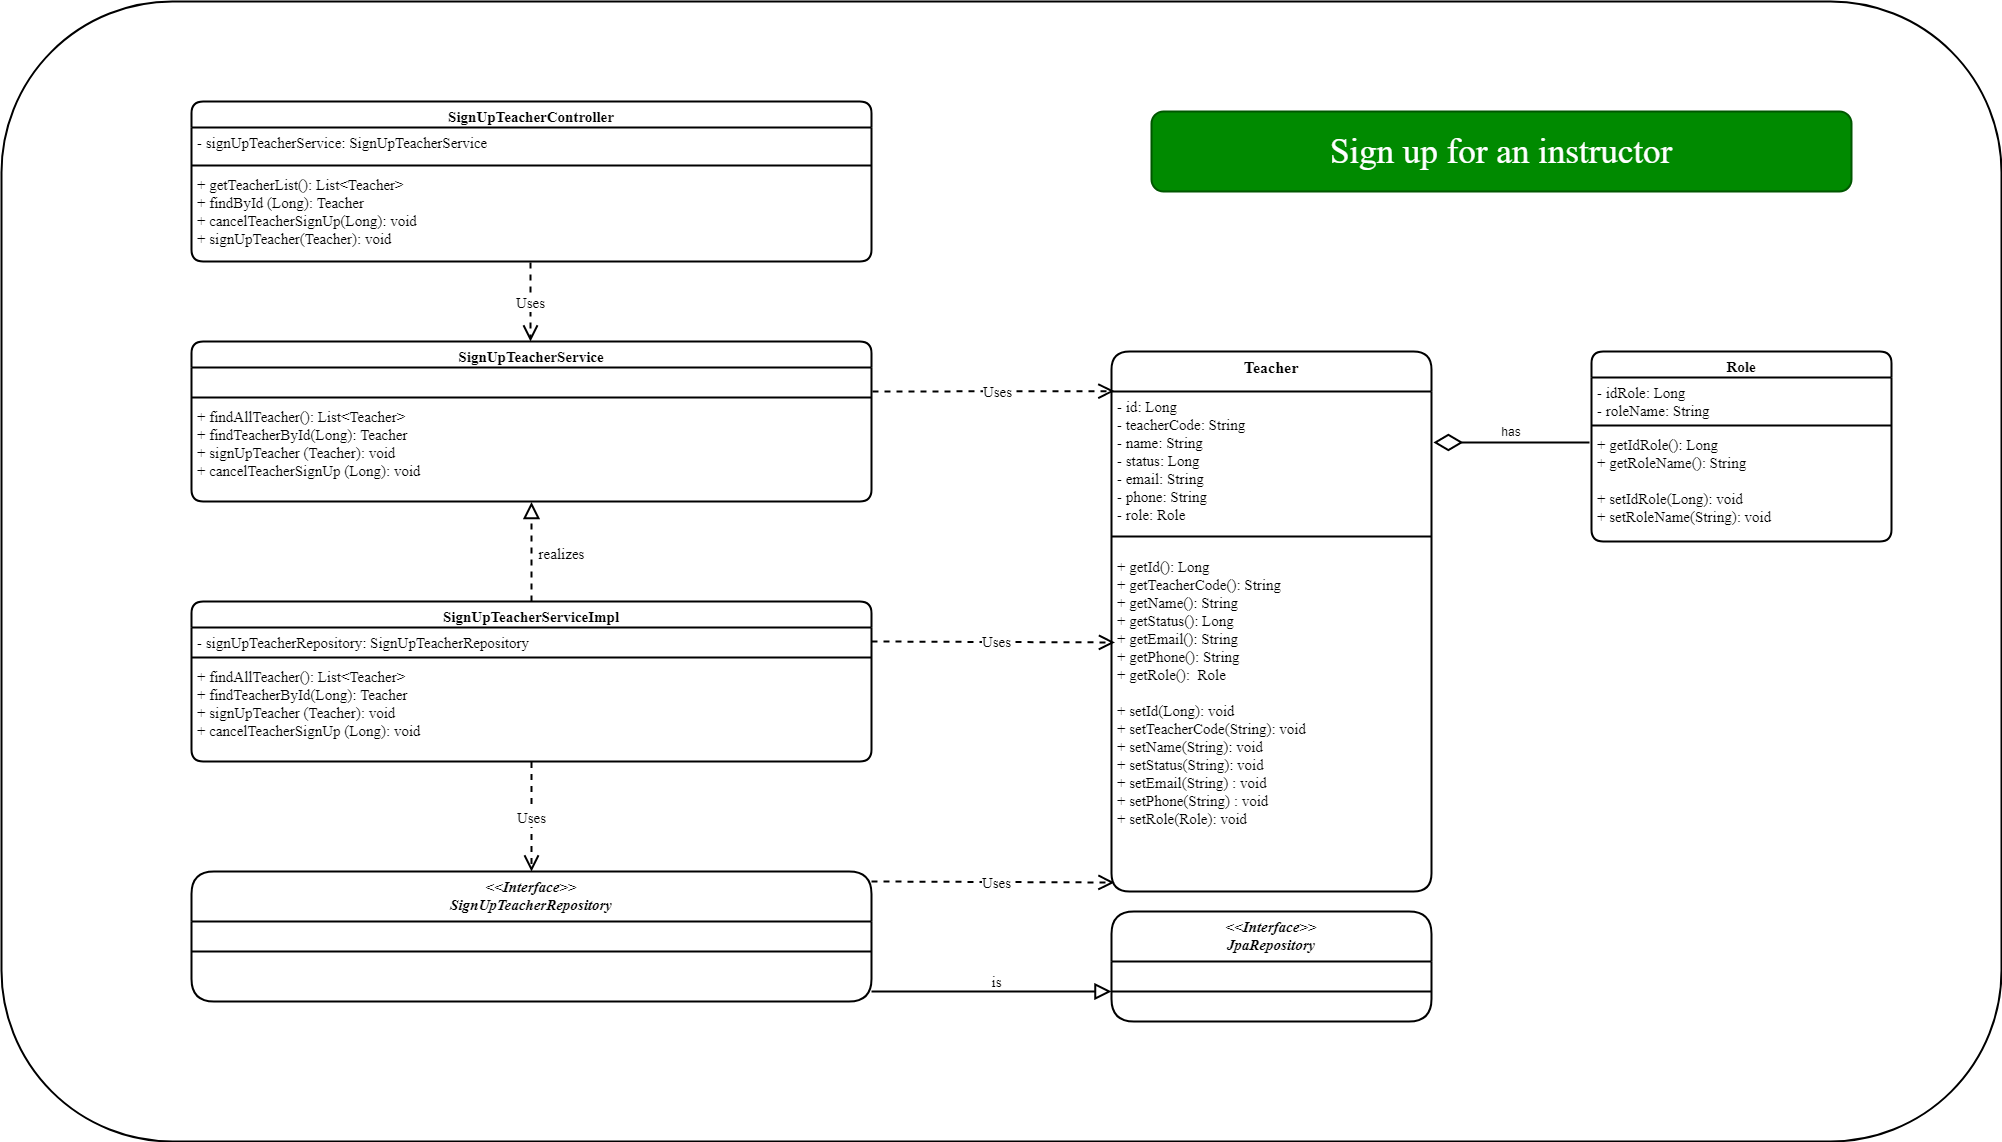 SignUpTeacherController
- signUpTeacherService: SignUpTeacherService
+ getTeacherList(): List<Teacher>
+ findById (Long): Teacher
+ cancelTeacherSignUp(Long): void
+ signUpTeacher(Teacher): void
Sign up for an instructor
Uses
SignUpTeacherService
+ findAllTeacher(): List<Teacher>
+ findTeacherById(Long): Teacher
+ signUpTeacher (Teacher): void
+ cancelTeacherSignUp (Long): void
Uses
realizes
SignUpTeacherServiceImpl
- signUpTeacherRepository: SignUpTeacherRepository
+ findAllTeacher(): List<Teacher>
+ findTeacherById(Long): Teacher
+ signUpTeacher (Teacher): void
+ cancelTeacherSignUp (Long): void
Uses
Uses
<<Interface>>
SignUpTeacherRepository
Uses
is
Teacher
- id: Long
- teacherCode: String
- name: String
- status: Long
- email: String
- phone: String
- role: Role
+ getId(): Long
+ getTeacherCode(): String
+ getName(): String
+ getStatus(): Long
+ getEmail(): String
+ getPhone(): String
+ getRole():  Role
+ setId(Long): void
+ setTeacherCode(String): void
+ setName(String): void
+ setStatus(String): void
+ setEmail(String) : void
+ setPhone(String) : void
+ setRole(Role): void
<<Interface>>
JpaRepository
has
Role
- idRole: Long
- roleName: String
+ getIdRole(): Long
+ getRoleName(): String
+ setIdRole(Long): void
+ setRoleName(String): void